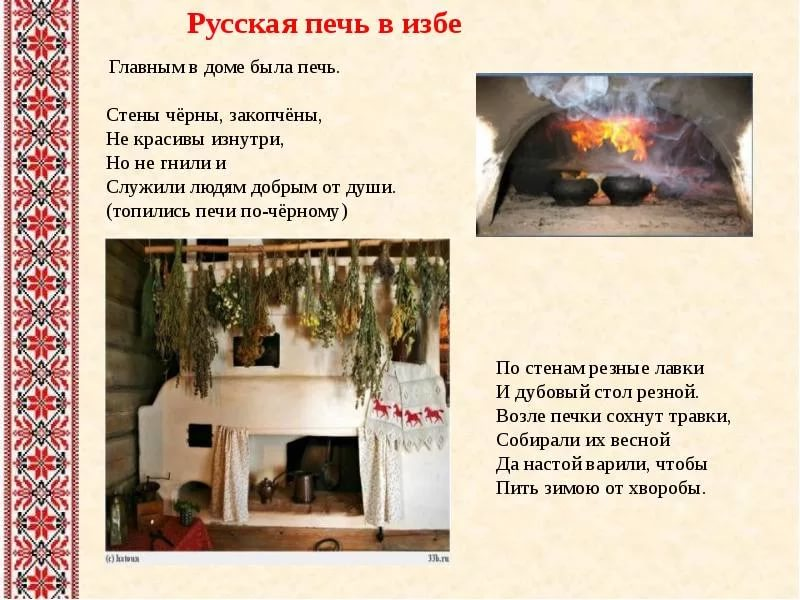 Русская печь в избе
Главным в доме была печь.
Стены чёрны, закопчёны,
Не красивы изнутри,
Но не гнили и
Служили людям добрым от души.
(топились печи по-чёрному)
По стенам резные лавки
И дубовый стол резной.
Возле печки сохнут травки,
Собирали их весной
Да настой варили, чтобы
Пить зимою от хворобы.
(c) hatoun
33b.ru